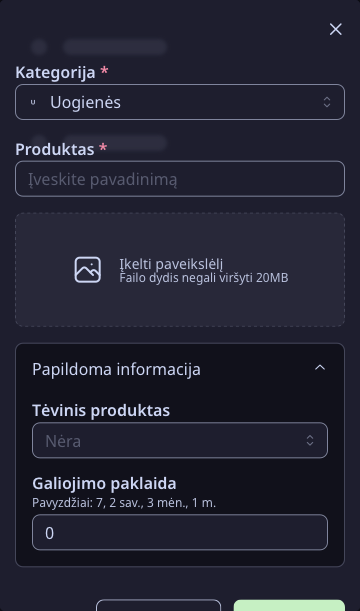 Kategorija *
U Uogienės
Produktas *
Įveskite pavadinimą
Įkelti paveikslėlį
Failo dydis negali viršyti 20MB
Papildoma informacija
Tėvinis produktas
Nėra
Galiojimo paklaida
Pavyzdžiai: 7, 2 sav., 3 mėn., 1 m.
0